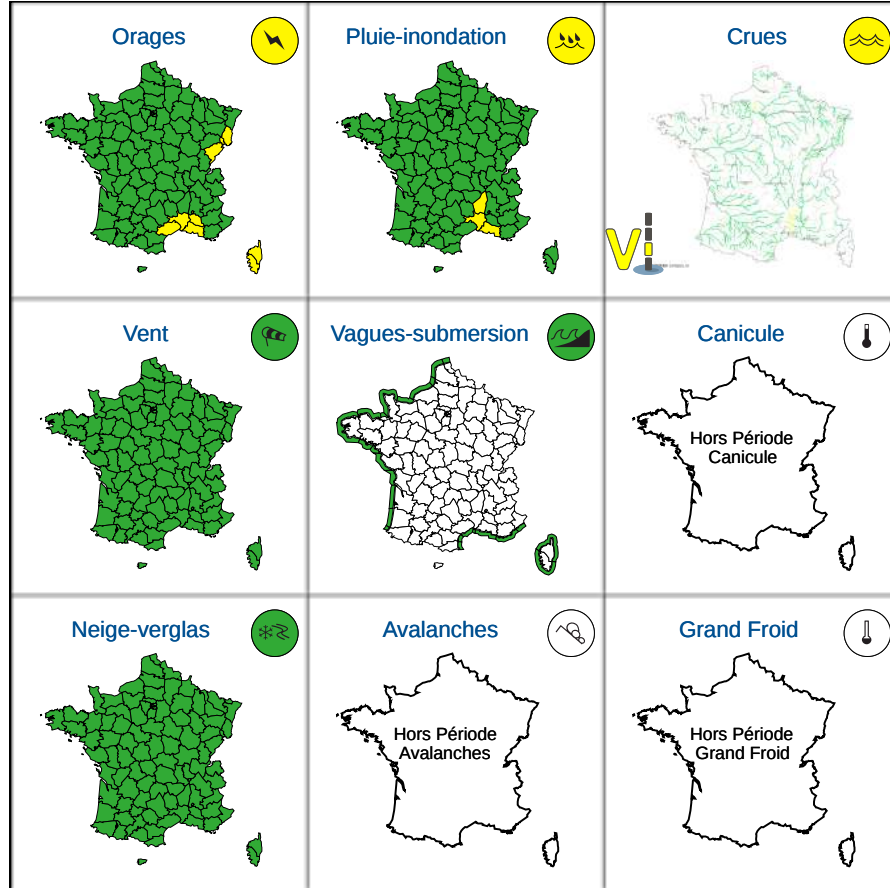 Orages
Pluie-inondation
Crues
Vi
Vent
Vagues-submersion
Canicule
Hors Période
Canicule
Neige-verglas
Avalanches
Grand Froid
Hors Période
Avalanches
Hors Période
Grand Froid